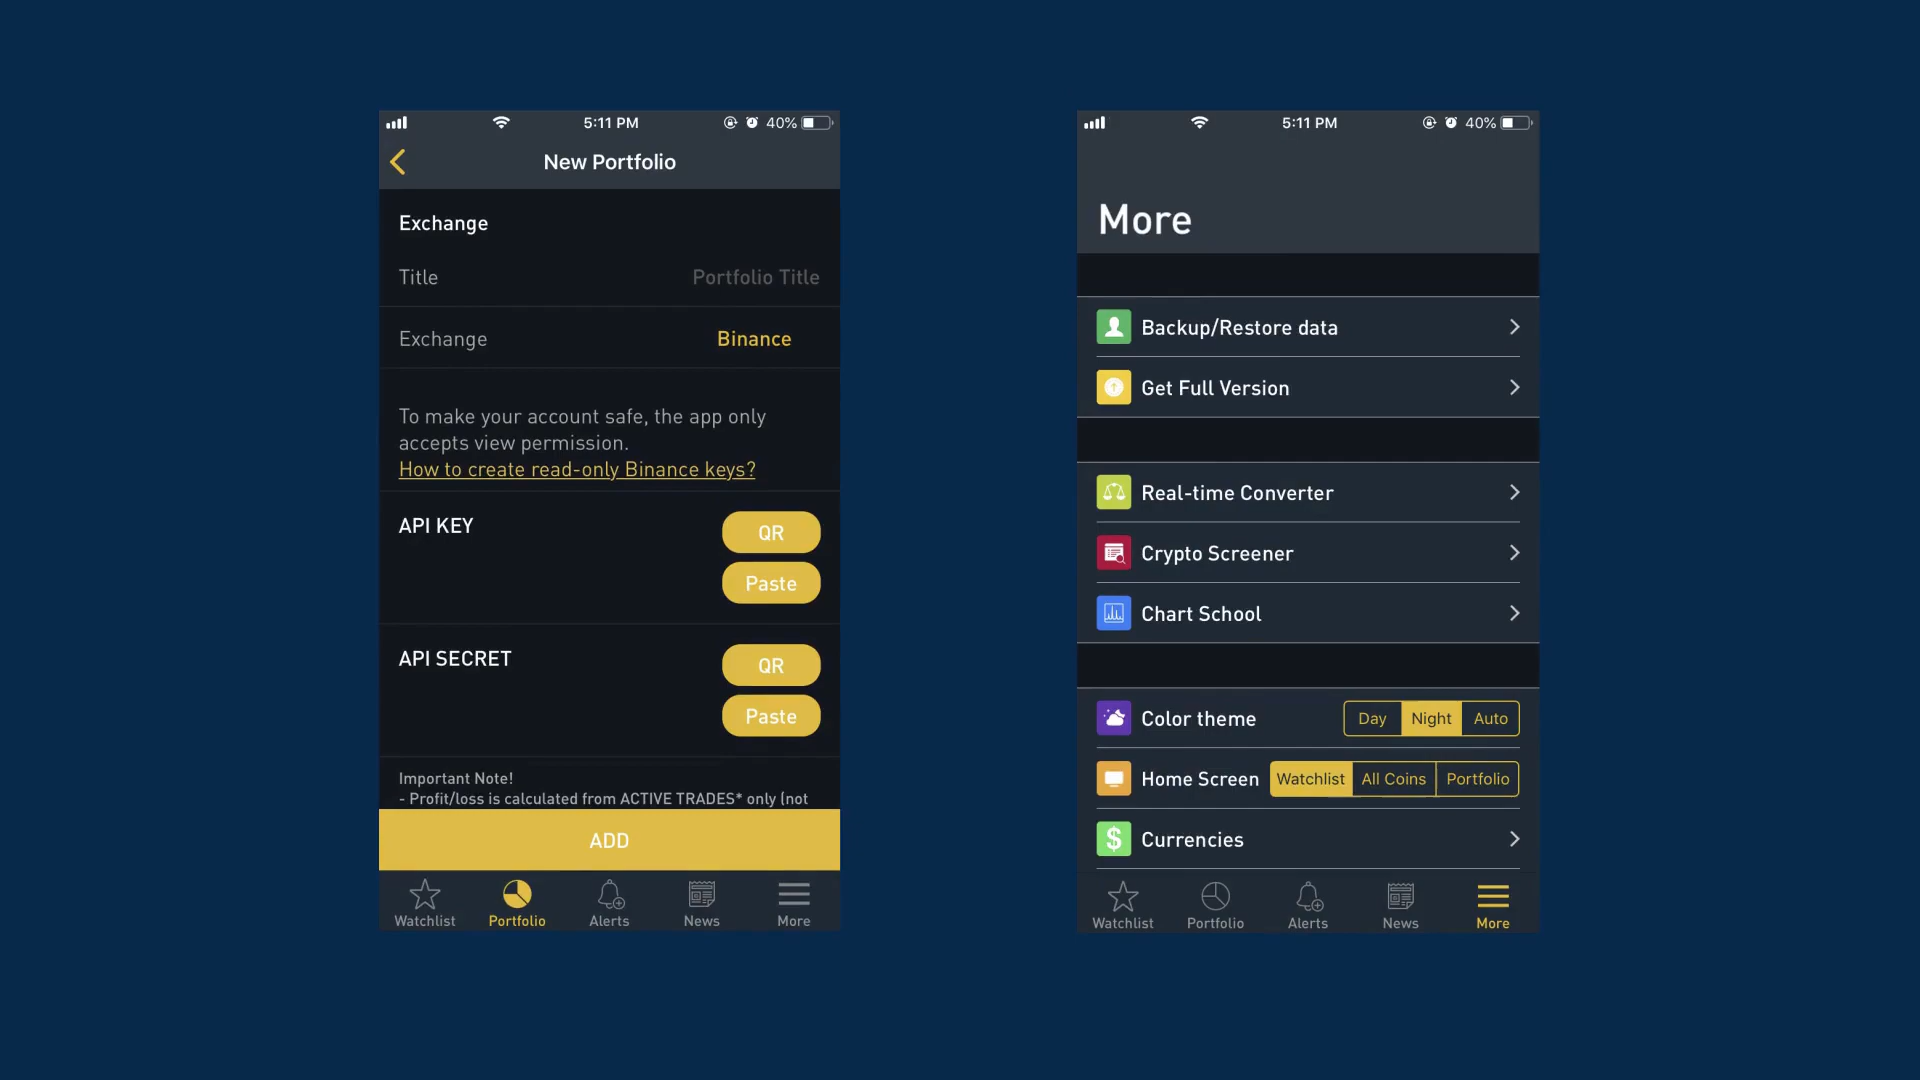 5:11 PM
40%
New Portfolio
Exchange
Title
Portfolio Title
Exchange
Binance
To make your account safe, the app only
accepts view permission.
How to create read-only Binance keys?
API KEY
QR
Paste
API SECRET
QR
Paste
Important Note!
- Profit/loss is calculated from ACTIVE TRADES* only (not
ADD
Watchlist
Portfolio
Alerts
News
More
5:11 PM
40%
More
Backup/Restore data
Get Full Version
Real-time Converter
Crypto Screener
Chart School
Color theme
Day
Night
Auto
Home Screen
Watchlist
All Coins
Portfolio
$
Currencies
Watchlist
Portfolio
Alerts
News
More